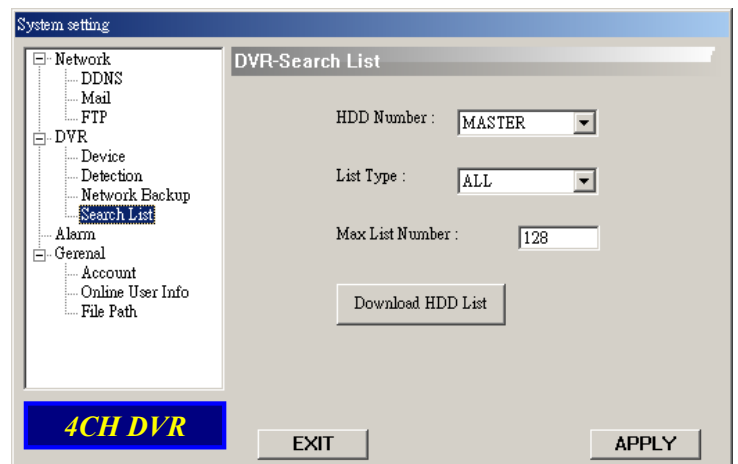 System setting
Network
DDNS
Mail
FTP
DVR
Device
Detection
Network Backup
Search List
Alarm
Gerenal
Account
Online User Info
File Path
4CH DVR
DVR-Search List
HDD Number : MASTER
List Type : ALL
Max List Number : 128
Download HDD List
EXIT APPLY